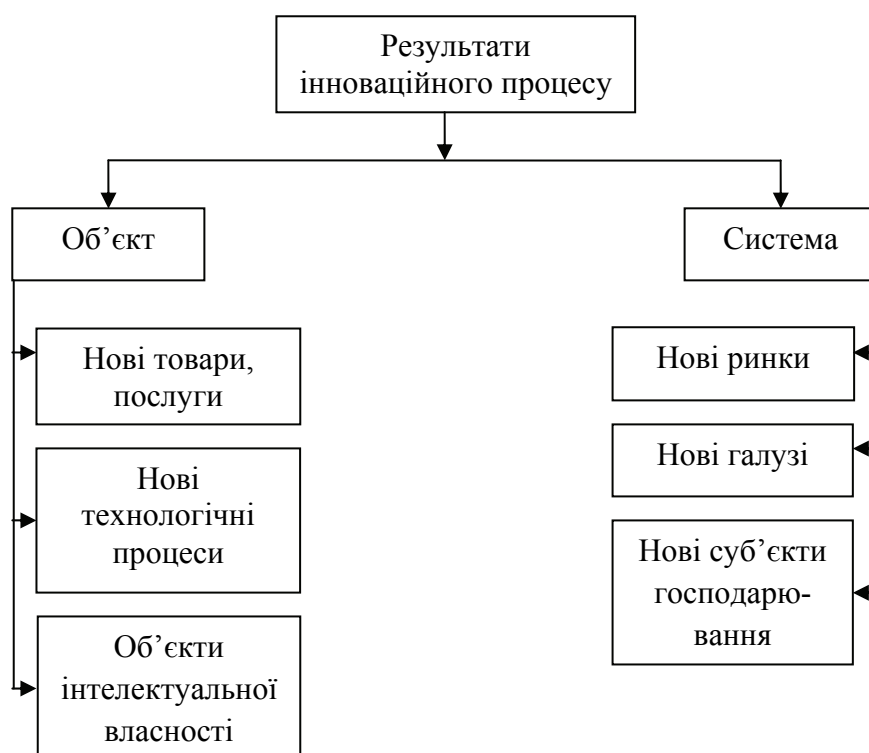 Результати
інноваційного процесу
Об’єкт
Система
Нові товари,
послуги
Нові
технологічні
процеси
Об’єкти
інтелектуальної
власності
Нові ринки
Нові галузі
Нові суб’єкти
господарю-
вання